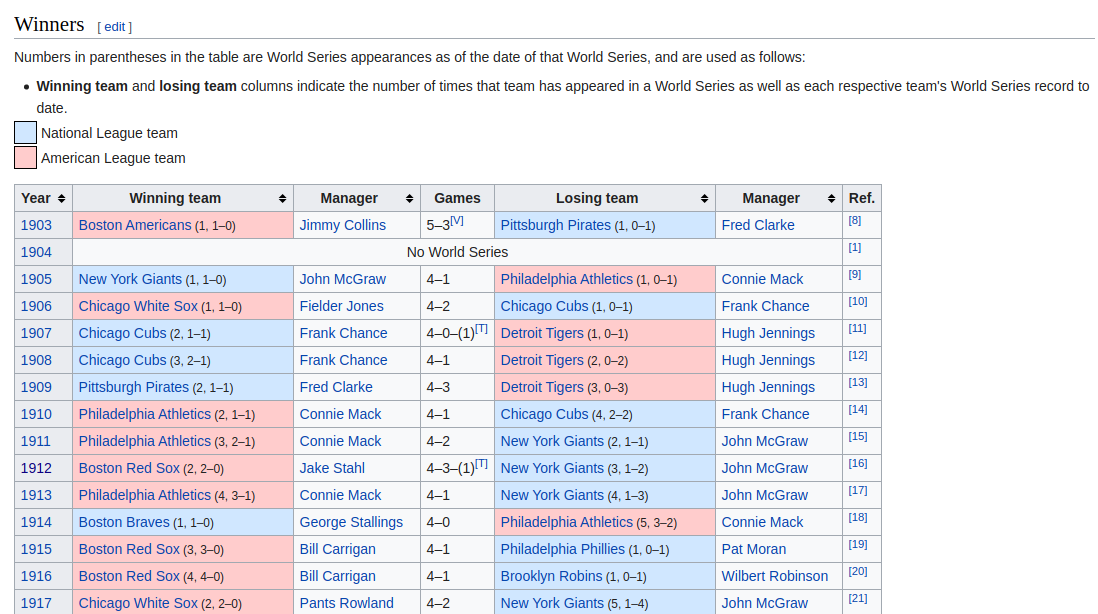 Winners [ edit ]
Numbers in parentheses in the table are World Series appearances as of the date of that World Series, and are used as follows:
• Winning team and losing team columns indicate the number of times that team has appeared in a World Series as well as each respective team's World Series record to
date.
National League team
American League team
Year Winning team Manager Games Losing team Manager Ref.
1903 Boston Americans (1, 1–0) Jimmy Collins 5–3[V] Pittsburgh Pirates (1, 0–1) Fred Clarke [8]
1904 No World Series [1]
1905 New York Giants (1, 1–0) John McGraw 4–1 Philadelphia Athletics (1, 0–1) Connie Mack [9]
1906 Chicago White Sox (1, 1–0) Fielder Jones 4–2 Chicago Cubs (1, 0–1) Frank Chance [10]
1907 Chicago Cubs (2, 1–1) Frank Chance 4–0–(1)[T] Detroit Tigers (1, 0–1) Hugh Jennings [11]
1908 Chicago Cubs (3, 2–1) Frank Chance 4–1 Detroit Tigers (2, 0–2) Hugh Jennings [12]
1909 Pittsburgh Pirates (2, 1–1) Fred Clarke 4–3 Detroit Tigers (3, 0–3) Hugh Jennings [13]
1910 Philadelphia Athletics (2, 1–1) Connie Mack 4–1 Chicago Cubs (4, 2–2) Frank Chance [14]
1911 Philadelphia Athletics (3, 2–1) Connie Mack 4–2 New York Giants (2, 1–1) John McGraw [15]
1912 Boston Red Sox (2, 2–0) Jake Stahl 4–3–(1)[T] New York Giants (3, 1–2) John McGraw [16]
1913 Philadelphia Athletics (4, 3–1) Connie Mack 4–1 New York Giants (4, 1–3) John McGraw [17]
1914 Boston Braves (1, 1–0) George Stallings 4–0 Philadelphia Athletics (5, 3–2) Connie Mack [18]
1915 Boston Red Sox (3, 3–0) Bill Carrigan 4–1 Philadelphia Phillies (1, 0–1) Pat Moran [19]
1916 Boston Red Sox (4, 4–0) Bill Carrigan 4–1 Brooklyn Robins (1, 0–1) Wilbert Robinson [20]
1917 Chicago White Sox (2, 2–0) Pants Rowland 4–2 New York Giants (5, 1–4) John McGraw [21]